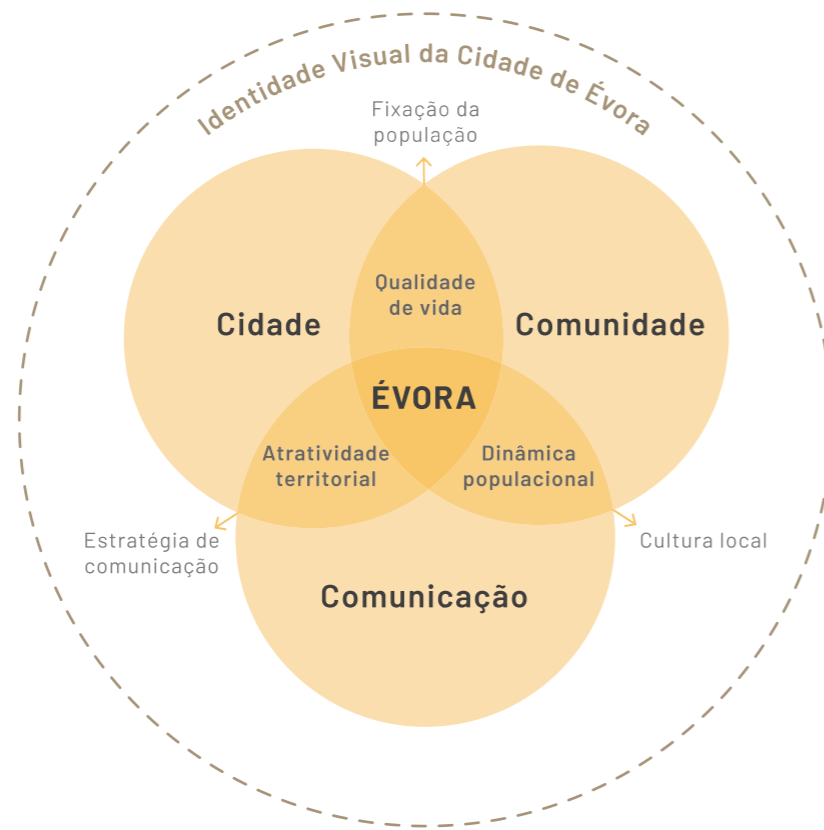 Identidade Visual da Cidade de Évora
Fixação da
população
Qualidade
de vida
Cidade
Comunidade
ÉVORA
Atratividade
territorial
Dinâmica
populacional
Estratégia de
comunicação
Cultura local
Comunicação